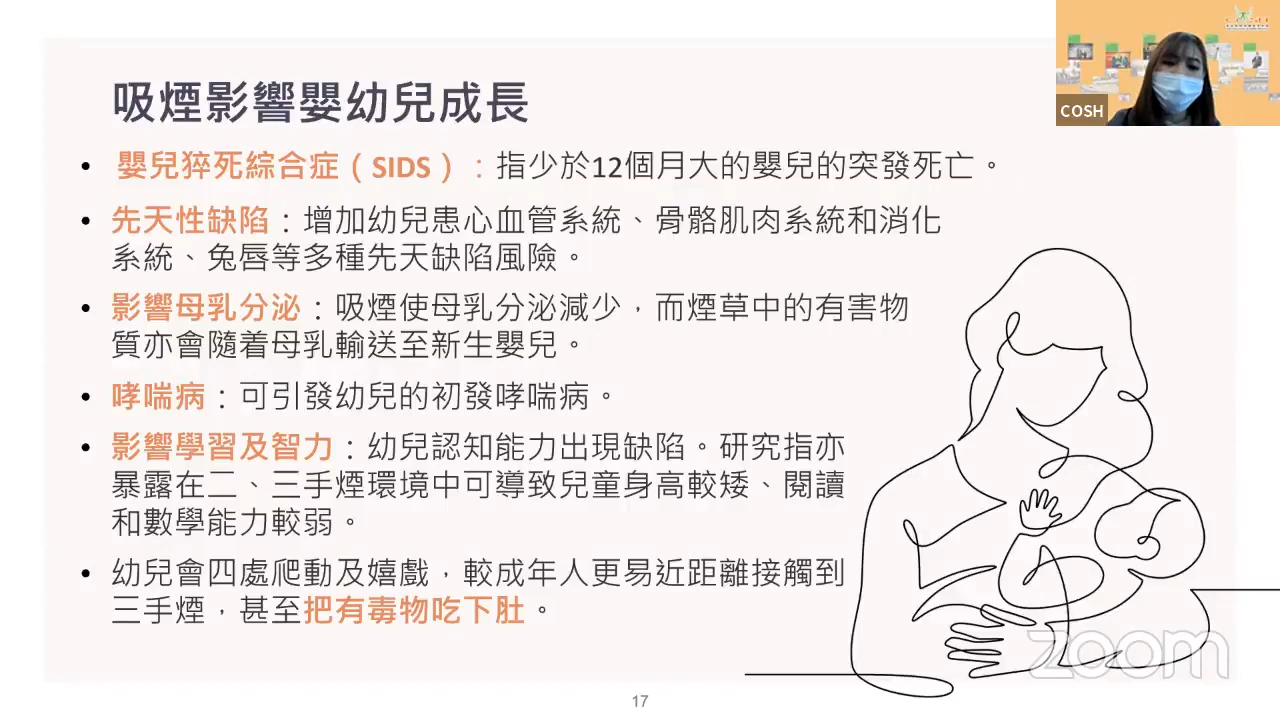 吸煙影響嬰幼兒成長
• 嬰兒猝死綜合症（SIDS）：指少於12個月大的嬰兒的突發死亡。
• 先天性缺陷：增加幼兒患心血管系統、骨骼肌肉系統和消化
系統、兔唇等多種先天缺陷風險。
• 影響母乳分泌：吸煙使母乳分泌減少，而煙草中的有害物
質亦會隨着母乳輸送至新生嬰兒。
• 哮喘病：可引發幼兒的初發哮喘病。
• 影響學習及智力：幼兒認知能力出現缺陷。研究指亦
暴露在二、三手煙環境中可導致兒童身高較矮、閱讀
和數學能力較弱。
• 幼兒會四處爬動及嬉戲，較成年人更易近距離接觸到
三手煙，甚至把有毒物吃下肚。
COSH
zoom
17